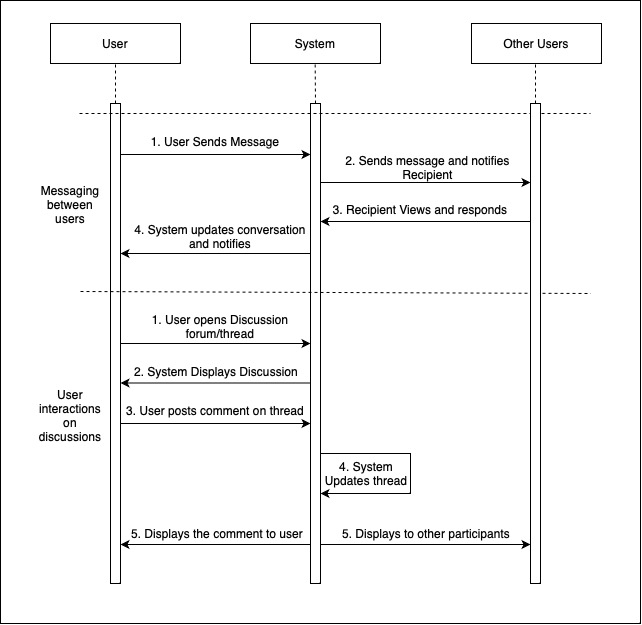 User
System
Other Users
1. User Sends Message
2. Sends message and notifies
Recipient
Messaging
between
users
3. Recipient Views and responds
4. System updates conversation
and notifies
1. User opens Discussion
forum/thread
2. System Displays Discussion
User
interactions
on
discussions
3. User posts comment on thread
4. System
Updates thread
5. Displays the comment to user
5. Displays to other participants